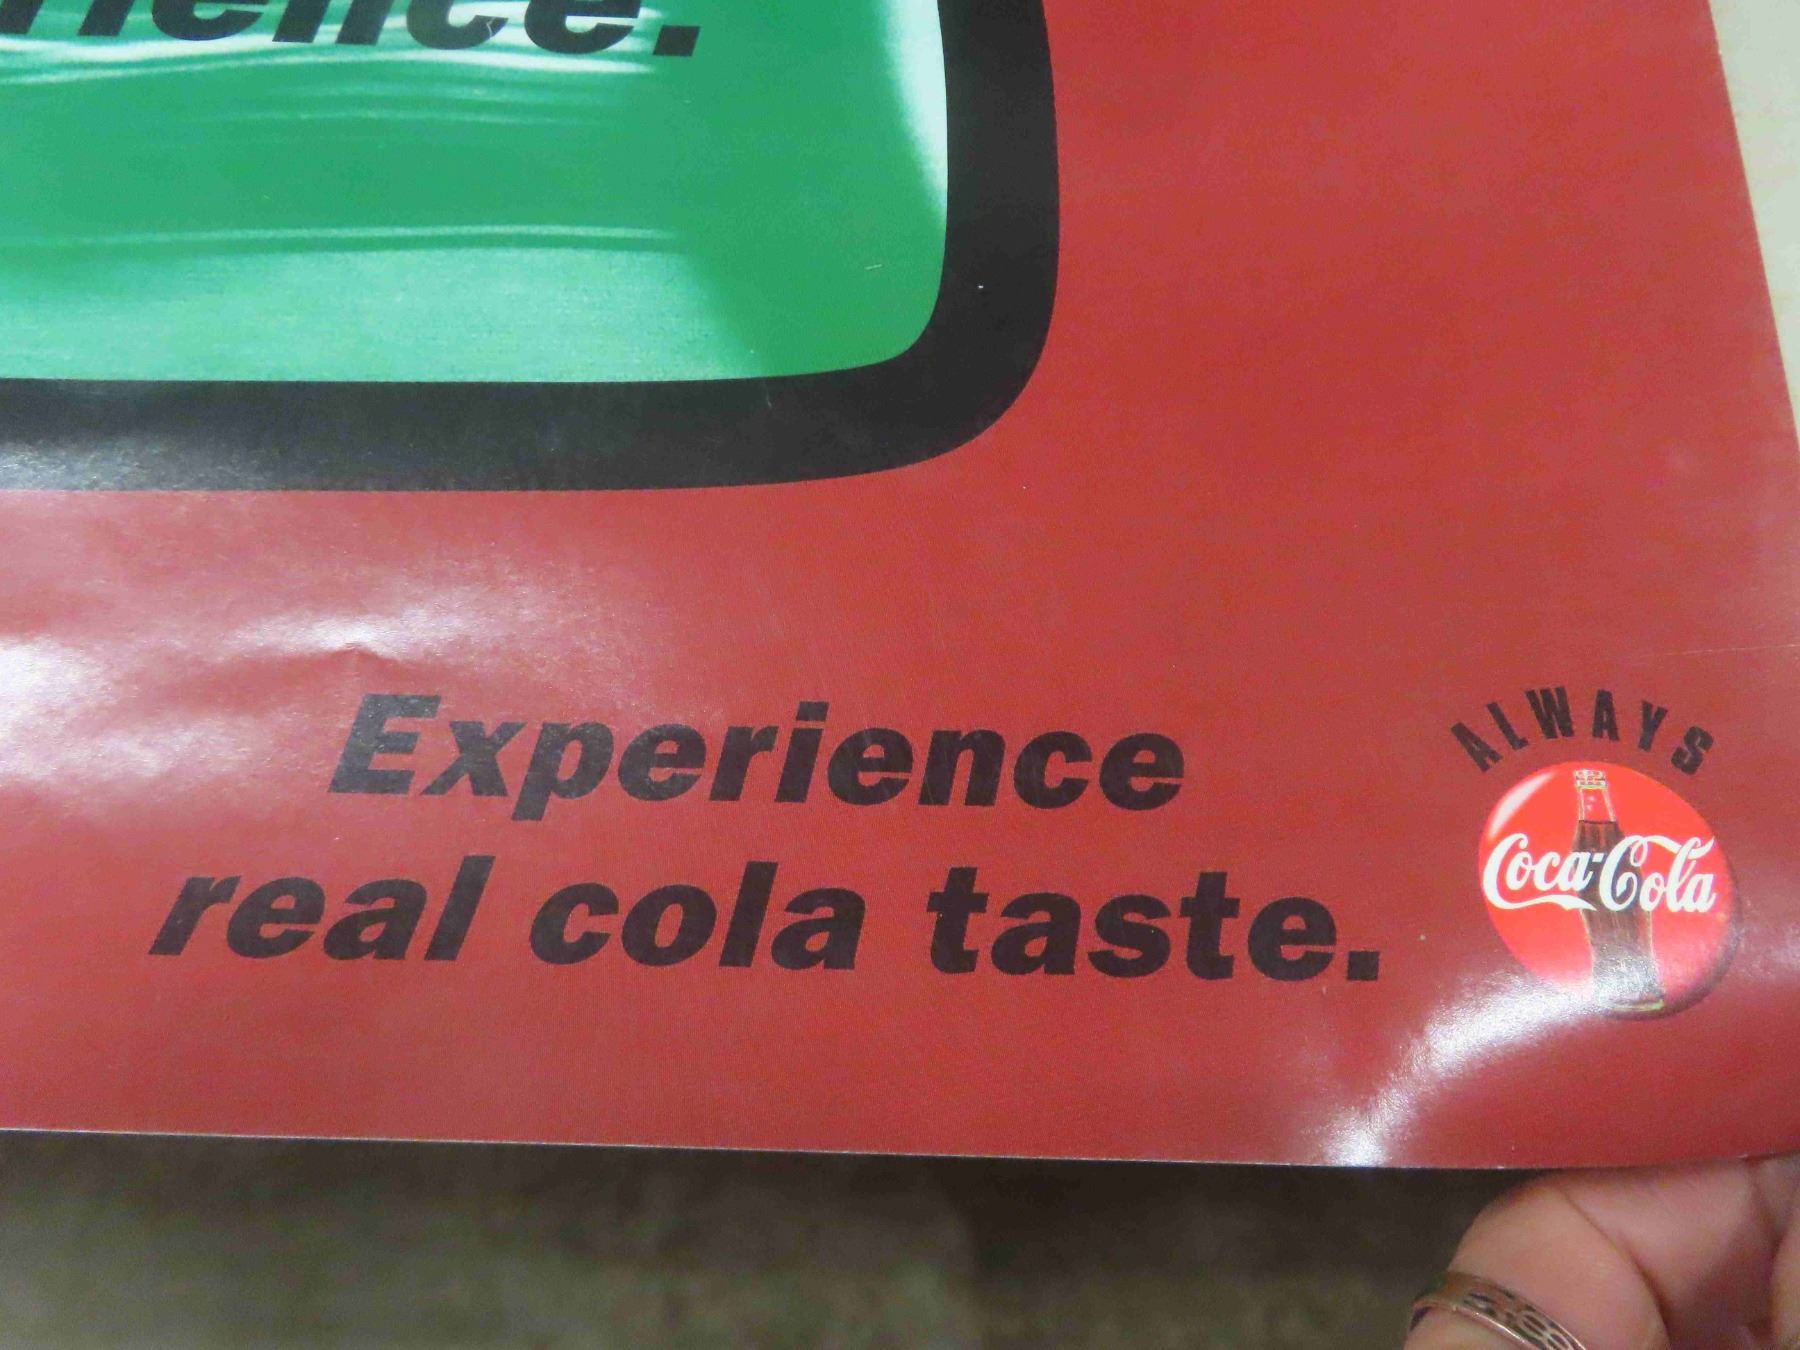 Experience
real cola taste.
ALWAYS
Coca-Cola